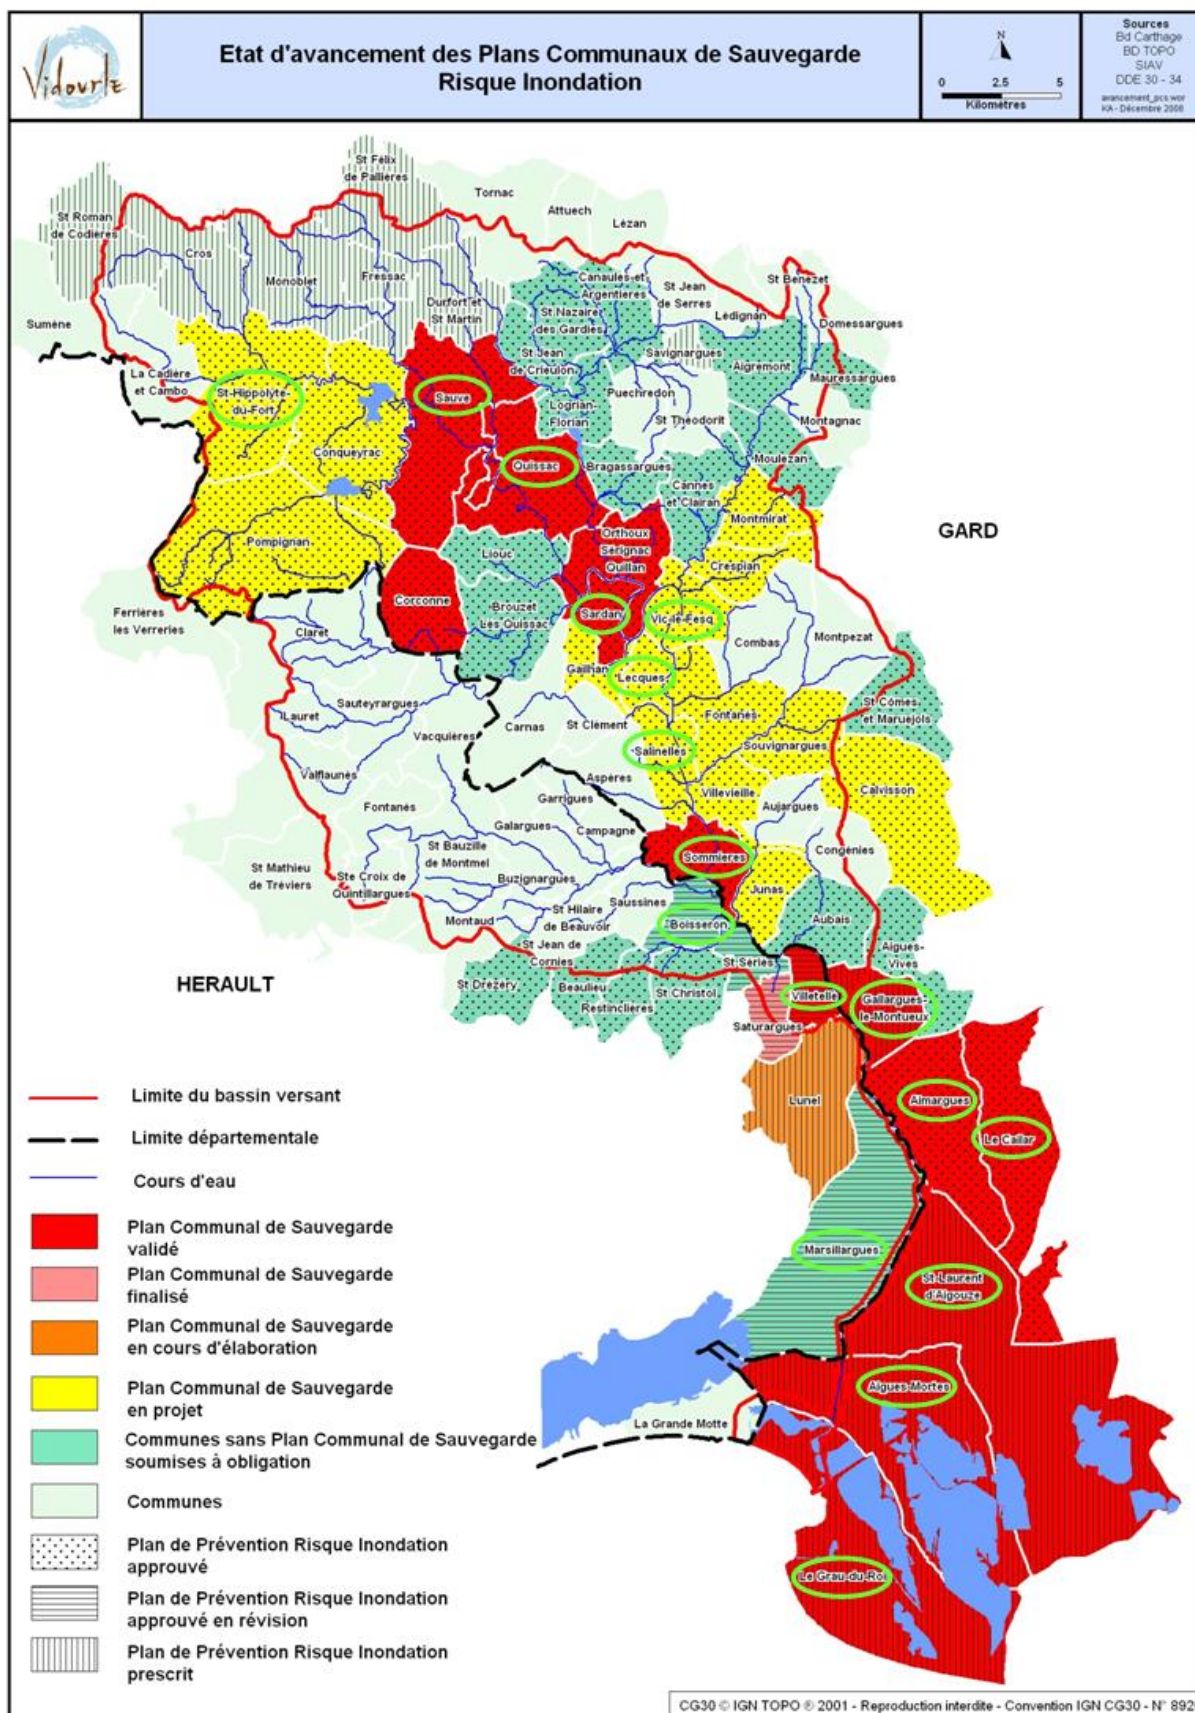 Vidourle
Etat d'avancement des Plans Communaux de Sauvegarde
Risque Inondation
N
0 2.5 5
Kilomètres
Sources
Bd Carthage
BD TOPO
SIAV
DDE 30 - 34
avancement_pcs.wor
KA - Décembre 2008
St Félix
de Pallières
Tornac
Attuech
Lézan
St Roman
de Codières
Cros
Monoblet
Fressac
Durfort et
St Martin
Canaules et
Argentières
St Jean
de Serres
St Bénézet
Lédignan
Domessargues
St Nazaire
des Gardies
Sumène
La Cadière
et Cambo
St-Hippolyte-
du-Fort
Sauve
St Jean
de Crieulon
Savignargues
Aigremont
Mauressargues
Logrian-
Florian
Puechredon
St Théodorit
Montagnac
Conqueyrac
Quissac
Bragassargues
Moulézan
Cannes
et Clairan
Montmirat
GARD
Pompignan
Liouc
Orthoux
Sérignac
Quillan
Crespian
Corconne
Brouzet
Les Quissac
Sardan
Vic-le-Fesq
Ferrières
les Verreries
Claret
Combas
Montpezat
Gailhan
Lecques
Sauteyrargues
Lauret
Vacquières
Carnas
St Clément
Fontanès
St Comes
et Maruejols
Salinelles
Souvignargues
Valflaunès
Aspères
Villevieille
Calvisson
Fontanès
Garrigues
Aujargues
Galargues
Campagne
St Mathieu
de Tréviers
St Bauzille
de Montmel
Sommières
Congénies
Ste Croix de
Quintillargues
Buzignargues
Junas
Saussines
Montaud
St Hilaire
de Beauvoir
Boisseron
Aubais
St Jean de
Cornies
Aigues-
Vives
HERAULT
St Drézéry
Beaulieu
Restinclières
St Christol
St Sériès
Villetelle
Gallargues-
le-Montueux
Saturargues
Lunel
Aimargues
Le Cailar
Marsillargues
St-Laurent
d'Aigouze
Aigues-Mortes
La Grande Motte
Le Grau-du-Roi
Limite du bassin versant
Limite départementale
Cours d'eau
Plan Communal de Sauvegarde
validé
Plan Communal de Sauvegarde
finalisé
Plan Communal de Sauvegarde
en cours d'élaboration
Plan Communal de Sauvegarde
en projet
Communes sans Plan Communal de Sauvegarde
soumises à obligation
Communes
Plan de Prévention Risque Inondation
approuvé
Plan de Prévention Risque Inondation
approuvé en révision
Plan de Prévention Risque Inondation
prescrit
CG30 © IGN TOPO ® 2001 - Reproduction interdite - Convention IGN CG30 - N° 892